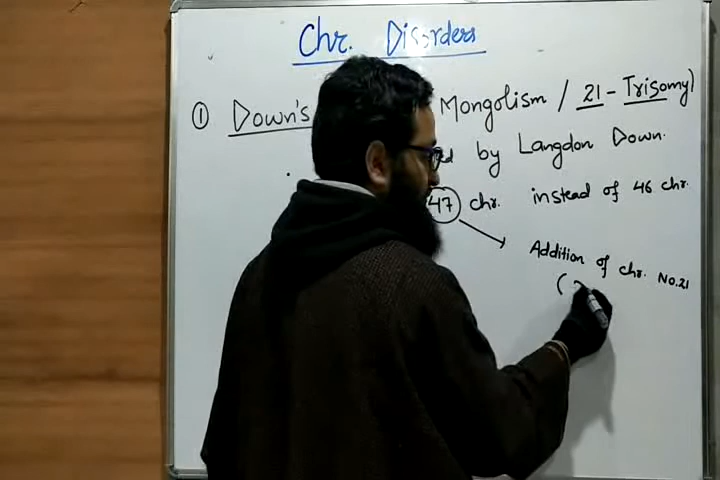 Chr. Disorders
① Down's Mongolism / 21 - Trisomy)
by Langdon Down.
47 chr. instead of 46 chr.
Addition of chr. No.21
(